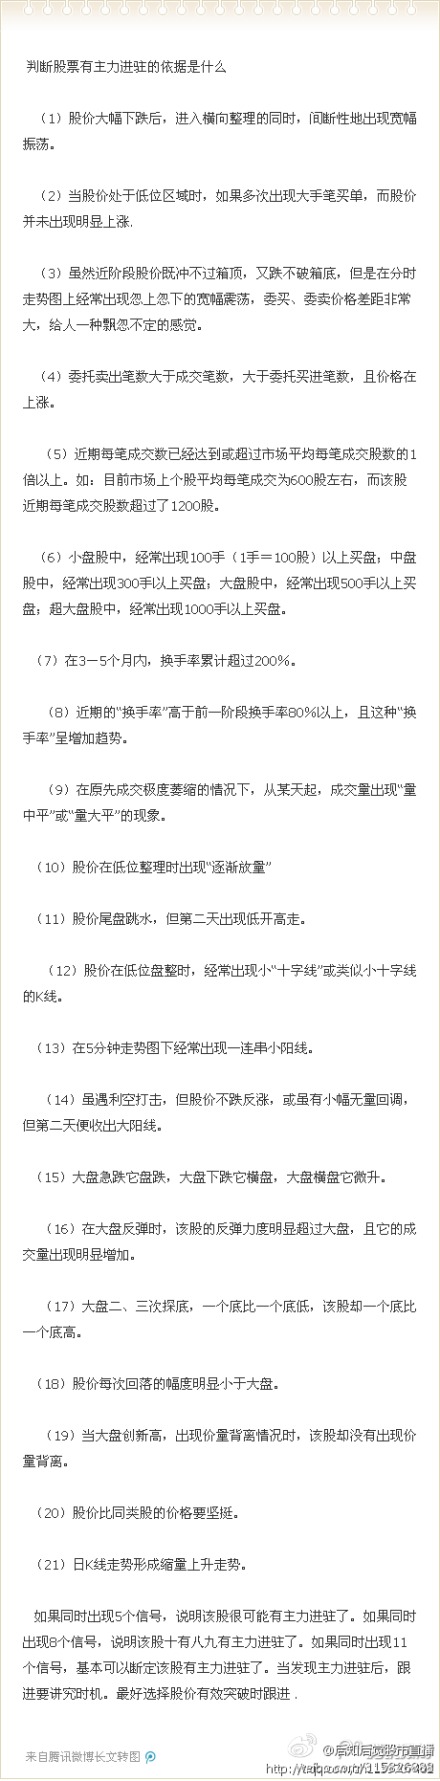 判断股票有主力进驻的依据是什么
（1）股价大幅下跌后，进入横向整理的同时，间断性地出现宽幅
振荡。
（2）当股价处于低位区域时，如果多次出现大手笔买单，而股价
并未出现明显上涨.
（3）虽然近阶段股价既冲不过箱顶，又跌不破箱底，但是在分时
走势图上经常出现忽上忽下的宽幅震荡，委买、委卖价格差距非常
大，给人一种飘忽不定的感觉。
（4）委托卖出笔数大于成交笔数，大于委托买进笔数，且价格在
上涨。
（5）近期每笔成交数已经达到或超过市场平均每笔成交股数的1
倍以上。如：目前市场上个股平均每笔成交为600股左右，而该股
近期每笔成交股数超过了1200股。
（6）小盘股中，经常出现100手（1手＝100股）以上买盘；中盘
股中，经常出现300手以上买盘；大盘股中，经常出现500手以上买
盘；超大盘股中，经常出现1000手以上买盘。
（7）在3－5个月内，换手率累计超过200%。
（8）近期的“换手率”高于前一阶段换手率80%以上，且这种“换
手率”呈增加趋势。
（9）在原先成交极度萎缩的情况下，从某天起，成交量出现“量
中平”或“量大平”的现象。
（10）股价在低位整理时出现“逐渐放量”
（11）股价尾盘跳水，但第二天出现低开高走。
（12）股价在低位盘整时，经常出现小“十字线”或类似小十字线
的K线。
（13）在5分钟走势图下经常出现一连串小阳线。
（14）虽遇利空打击，但股价不跌反涨，或虽有小幅无量回调，
但第二天便收出大阳线。
（15）大盘急跌它盘跌，大盘下跌它横盘，大盘横盘它微升。
（16）在大盘反弹时，该股的反弹力度明显超过大盘，且它的成
交量出现明显增加。
（17）大盘二、三次探底，一个底比一个底低，该股却一个底比
一个底高。
（18）股价每次回落的幅度明显小于大盘。
（19）当大盘创新高，出现价量背离情况时，该股却没有出现价
量背离。
（20）股价比同类股的价格要坚挺。
（21）日K线走势形成缩量上升走势。
如果同时出现5个信号，说明该股很可能有主力进驻了。如果同时
出现8个信号，说明该股十有八九有主力进驻了。如果同时出现11
个信号，基本可以断定该股有主力进驻了。当发现主力进驻后，跟
进要讲究时机。最好选择股价有效突破时跟进 .
来自腾讯微博长文转图
@后知后觉股市直播